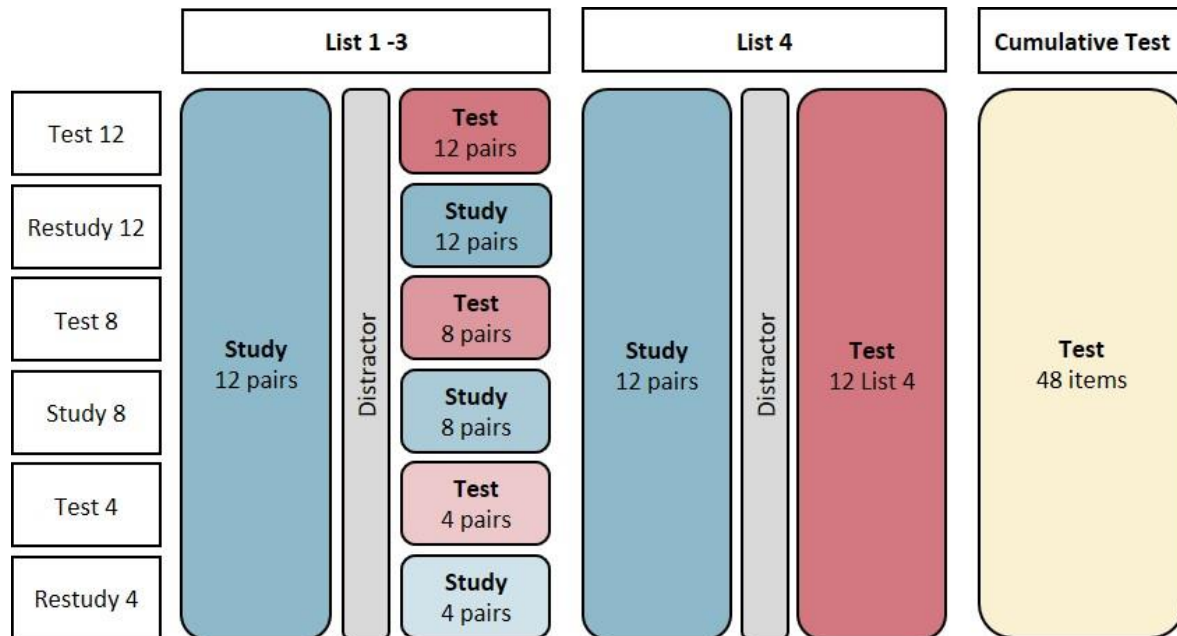 List 1 -3
List 4
Cumulative Test
Test 12
Restudy 12
Test 8
Study 8
Test 4
Restudy 4
Study
12 pairs
Distractor
Test
12 pairs
Study
12 pairs
Test
8 pairs
Study
8 pairs
Test
4 pairs
Study
4 pairs
Study
12 pairs
Distractor
Test
12 List 4
Test
48 items